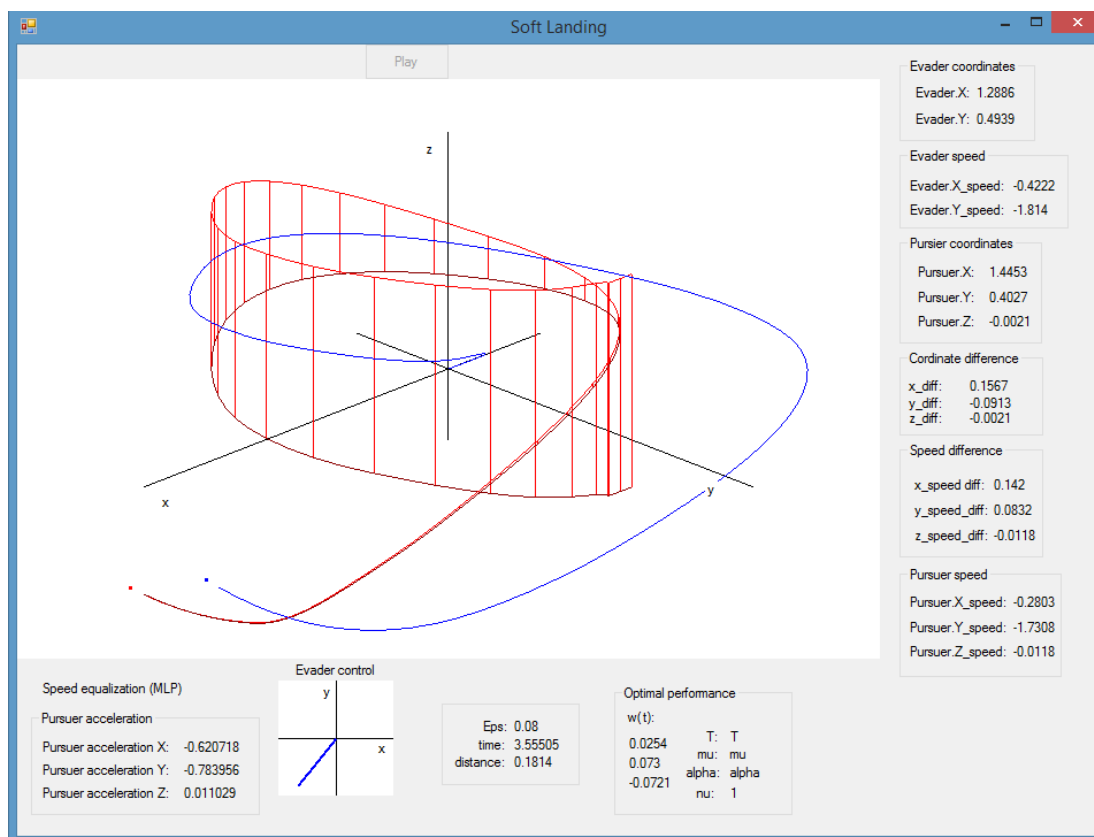 Soft Landing
Play
z
x
y
Evader coordinates
Evader.X: 1.2886
Evader.Y: 0.4939
Evader speed
Evader.X_speed: -0.4222
Evader.Y_speed: -1.814
Pursier coordinates
Pursuer.X: 1.4453
Pursuer.Y: 0.4027
Pursuer.Z: -0.0021
Cordinate difference
x_diff: 0.1567
y_diff: -0.0913
z_diff: -0.0021
Speed difference
x_speed diff: 0.142
y_speed_diff: 0.0832
z_speed_diff: -0.0118
Pursuer speed
Pursuer.X_speed: -0.2803
Pursuer.Y_speed: -1.7308
Pursuer.Z_speed: -0.0118
Speed equalization (MLP)
Pursuer acceleration
Pursuer acceleration X: -0.620718
Pursuer acceleration Y: -0.783956
Pursuer acceleration Z: 0.011029
Evader control
y
x
Eps: 0.08
time: 3.55505
distance: 0.1814
Optimal performance
w(t):
0.0254
0.073
-0.0721
T: T
mu: mu
alpha: alpha
nu: 1